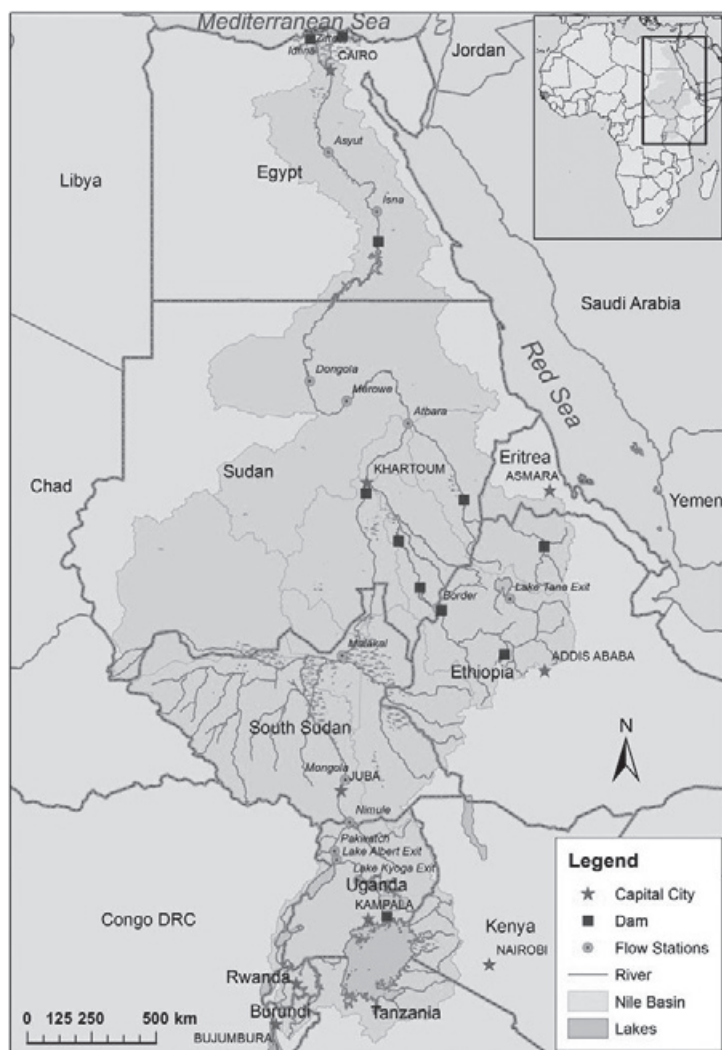 Mediterranean Sea
Idfina
CAIRO
Jordan
Asyut
Libya
Egypt
Isna
Saudi Arabia
Red Sea
Dongola
Merowe
Atbara
Sudan
KHARTOUM
Eritrea
ASMARA
Chad
Yemen
Lake Tana Exit
Border
Malakal
Ethiopia
ADDIS ABABA
South Sudan
N
Mongola
JUBA
Nimule
Pakwatch
Lake Albert Exit
Lake Kyoga Exit
Uganda
KAMPALA
Congo DRC
Kenya
NAIROBI
Rwanda
Burundi
Tanzania
BUJUMBURA
0 125 250 500 km
Legend
Capital City
Dam
Flow Stations
River
Nile Basin
Lakes